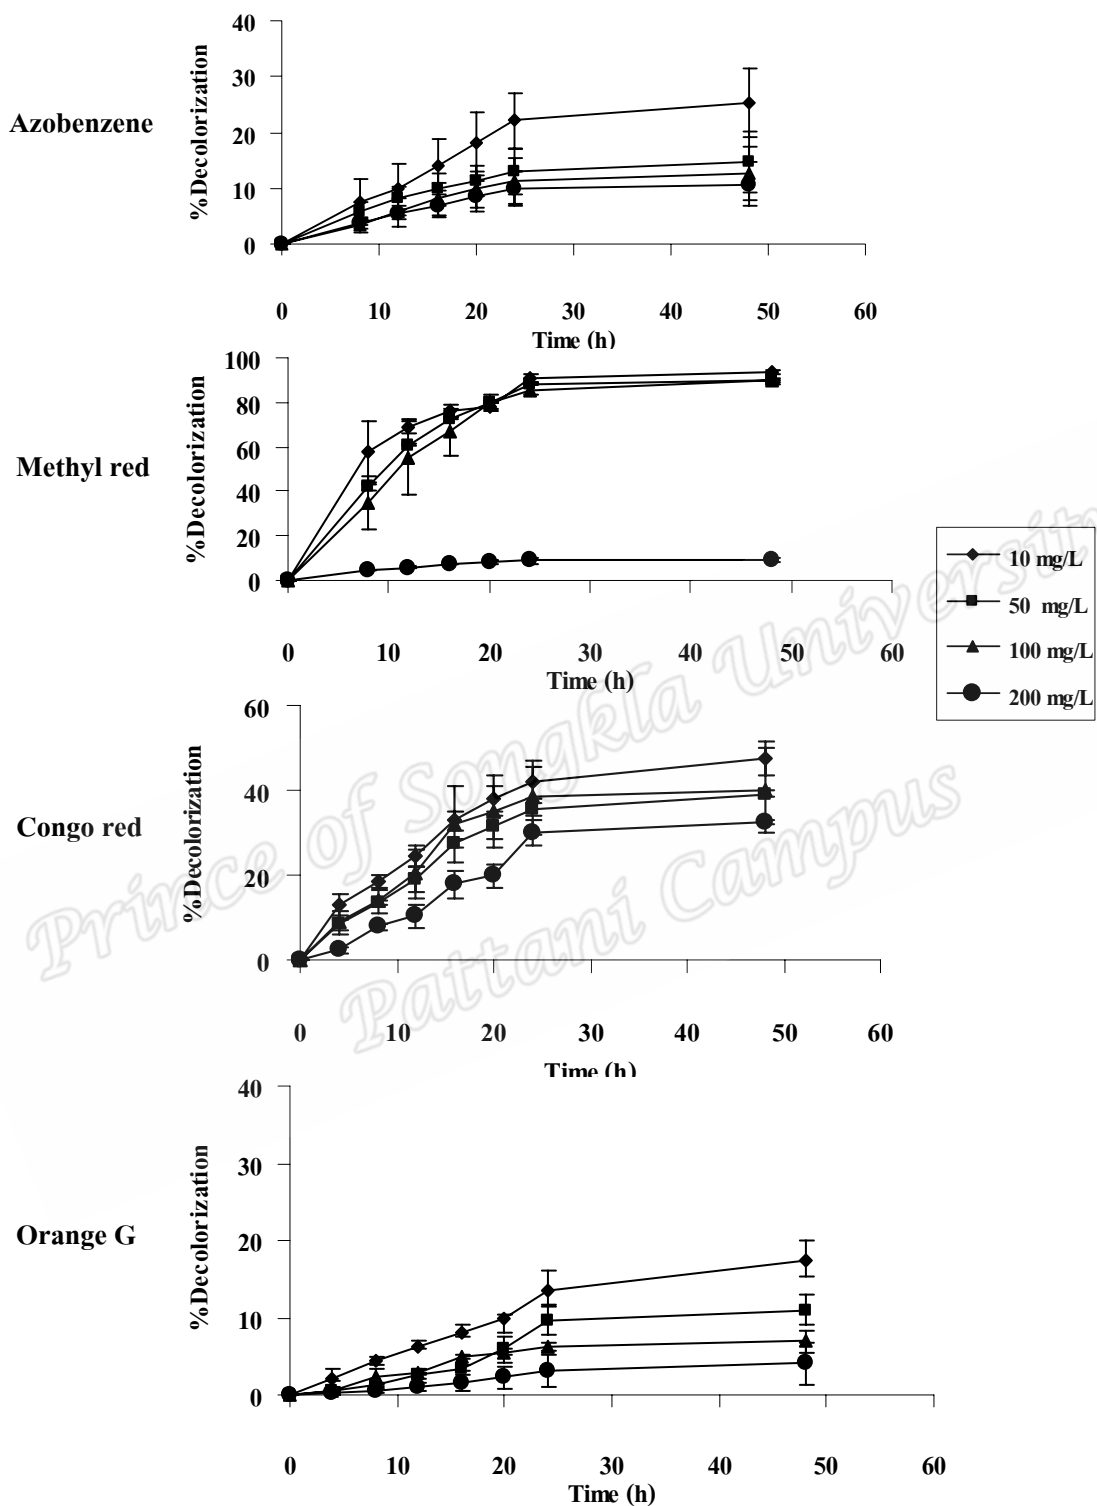 40
30
20
10
0
%Decolorization
Azobenzene
0 10 20 30 40 50 60
Time (h)
100
80
60
40
20
0
%Decolorization
Methyl red
0 10 20 30 40 50 60
Time (h)
10 mg/L
50 mg/L
100 mg/L
200 mg/L
60
40
20
0
%Decolorization
Congo red
0 10 20 30 40 50 60
Time (h)
40
30
20
10
0
%Decolorization
Orange G
0 10 20 30 40 50 60
Time (h)
Prince of Songkla University
Pattani Campus